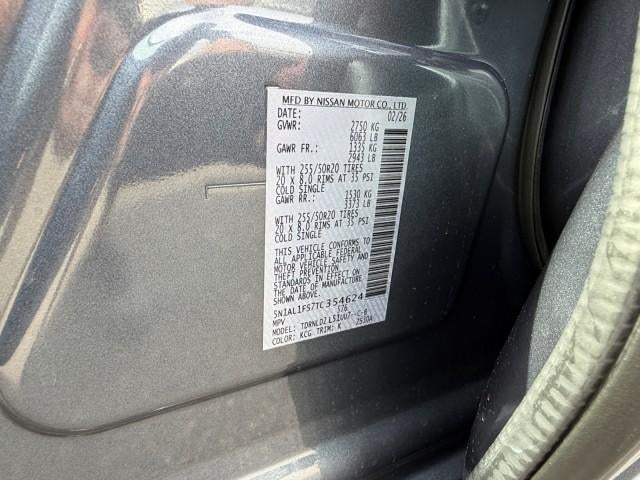 MFD BY NISSAN MOTOR CO., LTD.
DATE: 02/26
GVWR: 2750 KG
6063 LB
GAWR FR.: 1335 KG
2943 LB
WITH 255/50R20 TIRES
20 X 8.0 RIMS AT 35 PSI
COLD SINGLE
GAWR RR.: 1530 KG
3373 LB
WITH 255/50R20 TIRES
20 X 8.0 RIMS AT 35 PSI
COLD SINGLE
THIS VEHICLE CONFORMS TO
ALL APPLICABLE FEDERAL
MOTOR VEHICLE SAFETY AND
THEFT PREVENTION
STANDARDS IN EFFECT ON
THE DATE OF MANUFACTURE
SHOWN ABOVE.
5N1AL1FS7TC354624
MPV 576
MODEL:
COLOR: KCG TRIM: K